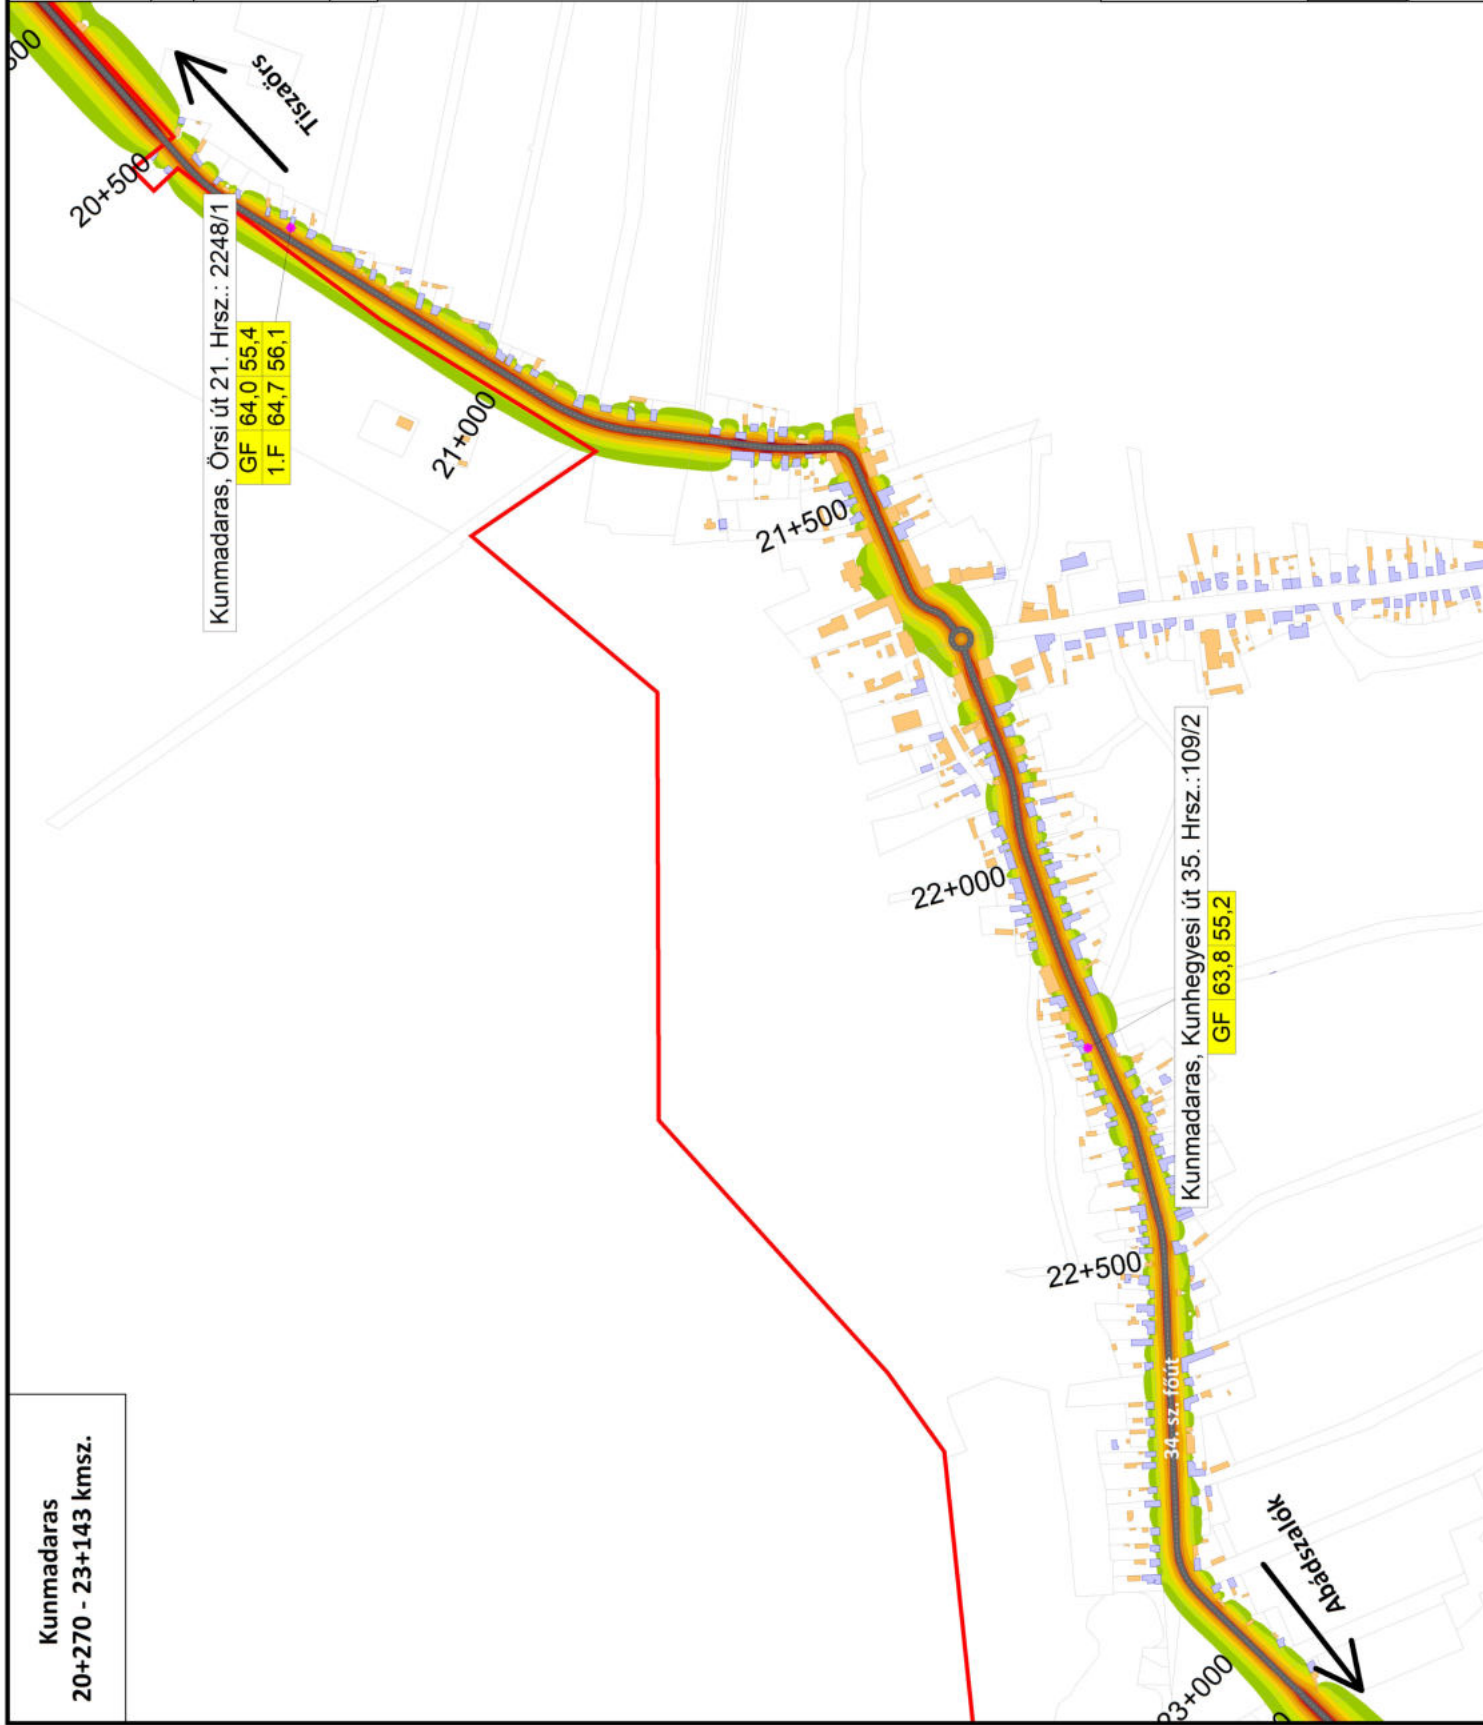 Kunmadaras
20+270 - 23+143 kmsz.
Tiszaörs
20+500
Kunmadaras, Örsi út 21. Hrsz.: 2248/1
GF 64,0 55,4
1.F 64,7 56,1
21+000
21+500
22+000
Kunmadaras, Kunhegyesi út 35. Hrsz.:109/2
GF 63,8 55,2
22+500
34. sz. főút
Abádszalók
23+000